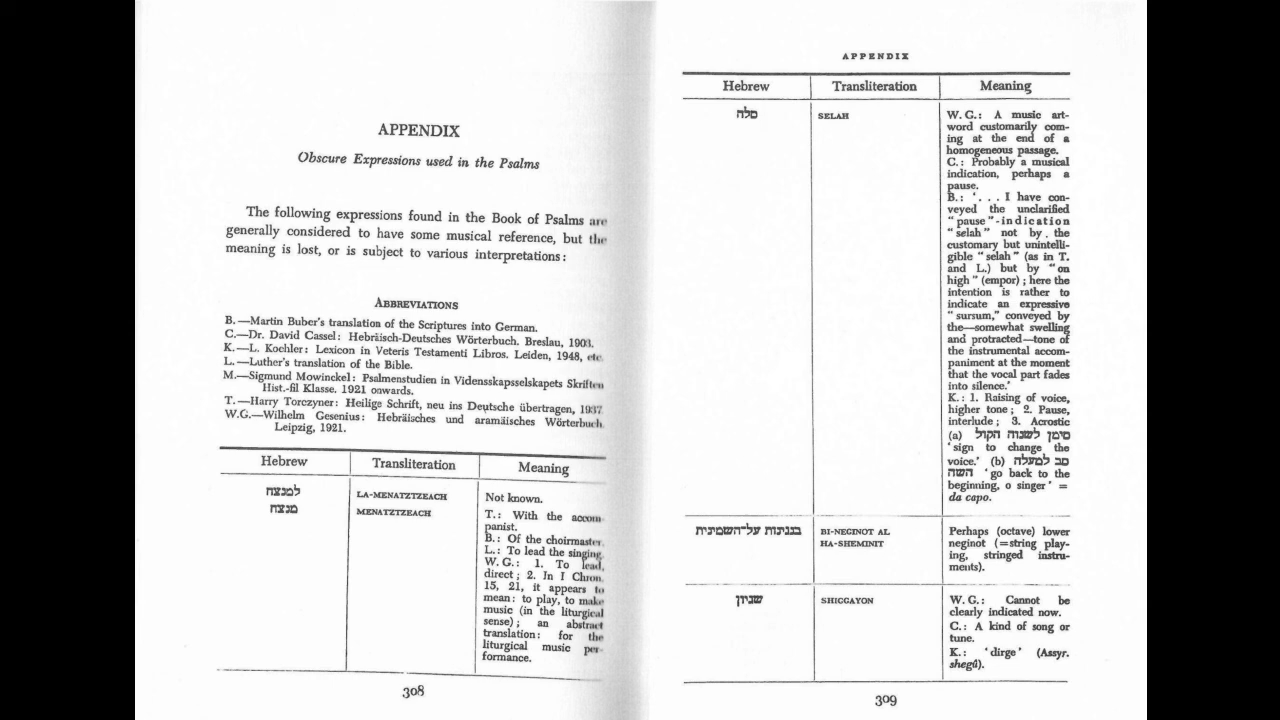 APPENDIX
Obscure Expressions used in the Psalms
The following expressions found in the Book of Psalms are
generally considered to have some musical reference, but the
meaning is lost, or is subject to various interpretations:
ABBREVIATIONS
B.—Martin Buber's translation of the Scriptures into German.
C.—Dr. David Cassel: Hebräisch-Deutsches Wörterbuch. Breslau, 1903.
K.—L. Kochler: Lexicon in Veteris Testamenti Libros. Leiden, 1948, etc.
L.—Luther's translation of the Bible.
M.—Sigmund Mowinckel: Psalmenstudien in Vidensskapsselskapets Skriften
Hist.-fil Klasse. 1921 onwards.
T.—Harry Torczyner: Heilige Schrift, neu ins Deutsche übertragen, 1937.
W.G.—Wilhelm Gesenius: Hebräisches und aramäisches Wörterbuch
Leipzig, 1921.
Hebrew Transliteration Meaning
למנצח LA-MENATZTZEACH Not known.
מנצח MENATZTZEACH T.: With the accom-
panist.
B.: Of the choirmaster.
L.: To lead the singing.
W.G.: 1. To lead,
direct; 2. In I Chron.
15, 21, it appears to
mean: to play, to make
music (in the liturgical
sense); an abstract
translation: for the
liturgical music per-
formance.
308
APPENDIX
Hebrew Transliteration Meaning
סלה SELAH W.G.: A music art-
word customarily com-
ing at the end of a
homogeneous passage.
C.: Probably a musical
indication, perhaps a
pause.
B.: '. . . I have con-
veyed the unclarified
"pause"-indication
"selah" not by the
customary but unintelli-
gible "selah" (as in T.
and L.) but by "on
high" (empor); here the
intention is rather to
indicate an expressive
"sursum," conveyed by
the—somewhat swelling
and protracted—tone of
the instrumental accom-
paniment at the moment
that the vocal part fades
into silence.'
K.: 1. Raising of voice,
higher tone; 2. Pause,
interlude; 3. Acrostic
(a) סימן לשנות הקול
'sign to change the
voice.' (b) סב למעלה
השה 'go back to the
beginning, o singer' =
da capo.
בנגינות על־השמינית BI-NEGINOT AL Perhaps (octave) lower
HA-SHEMINIT neginot (=string play-
ing, stringed instru-
ments).
שגיון SHIGGAYON W.G.: Cannot be
clearly indicated now.
C.: A kind of song or
tune.
K.: 'dirge' (Assyr.
shegû).
309